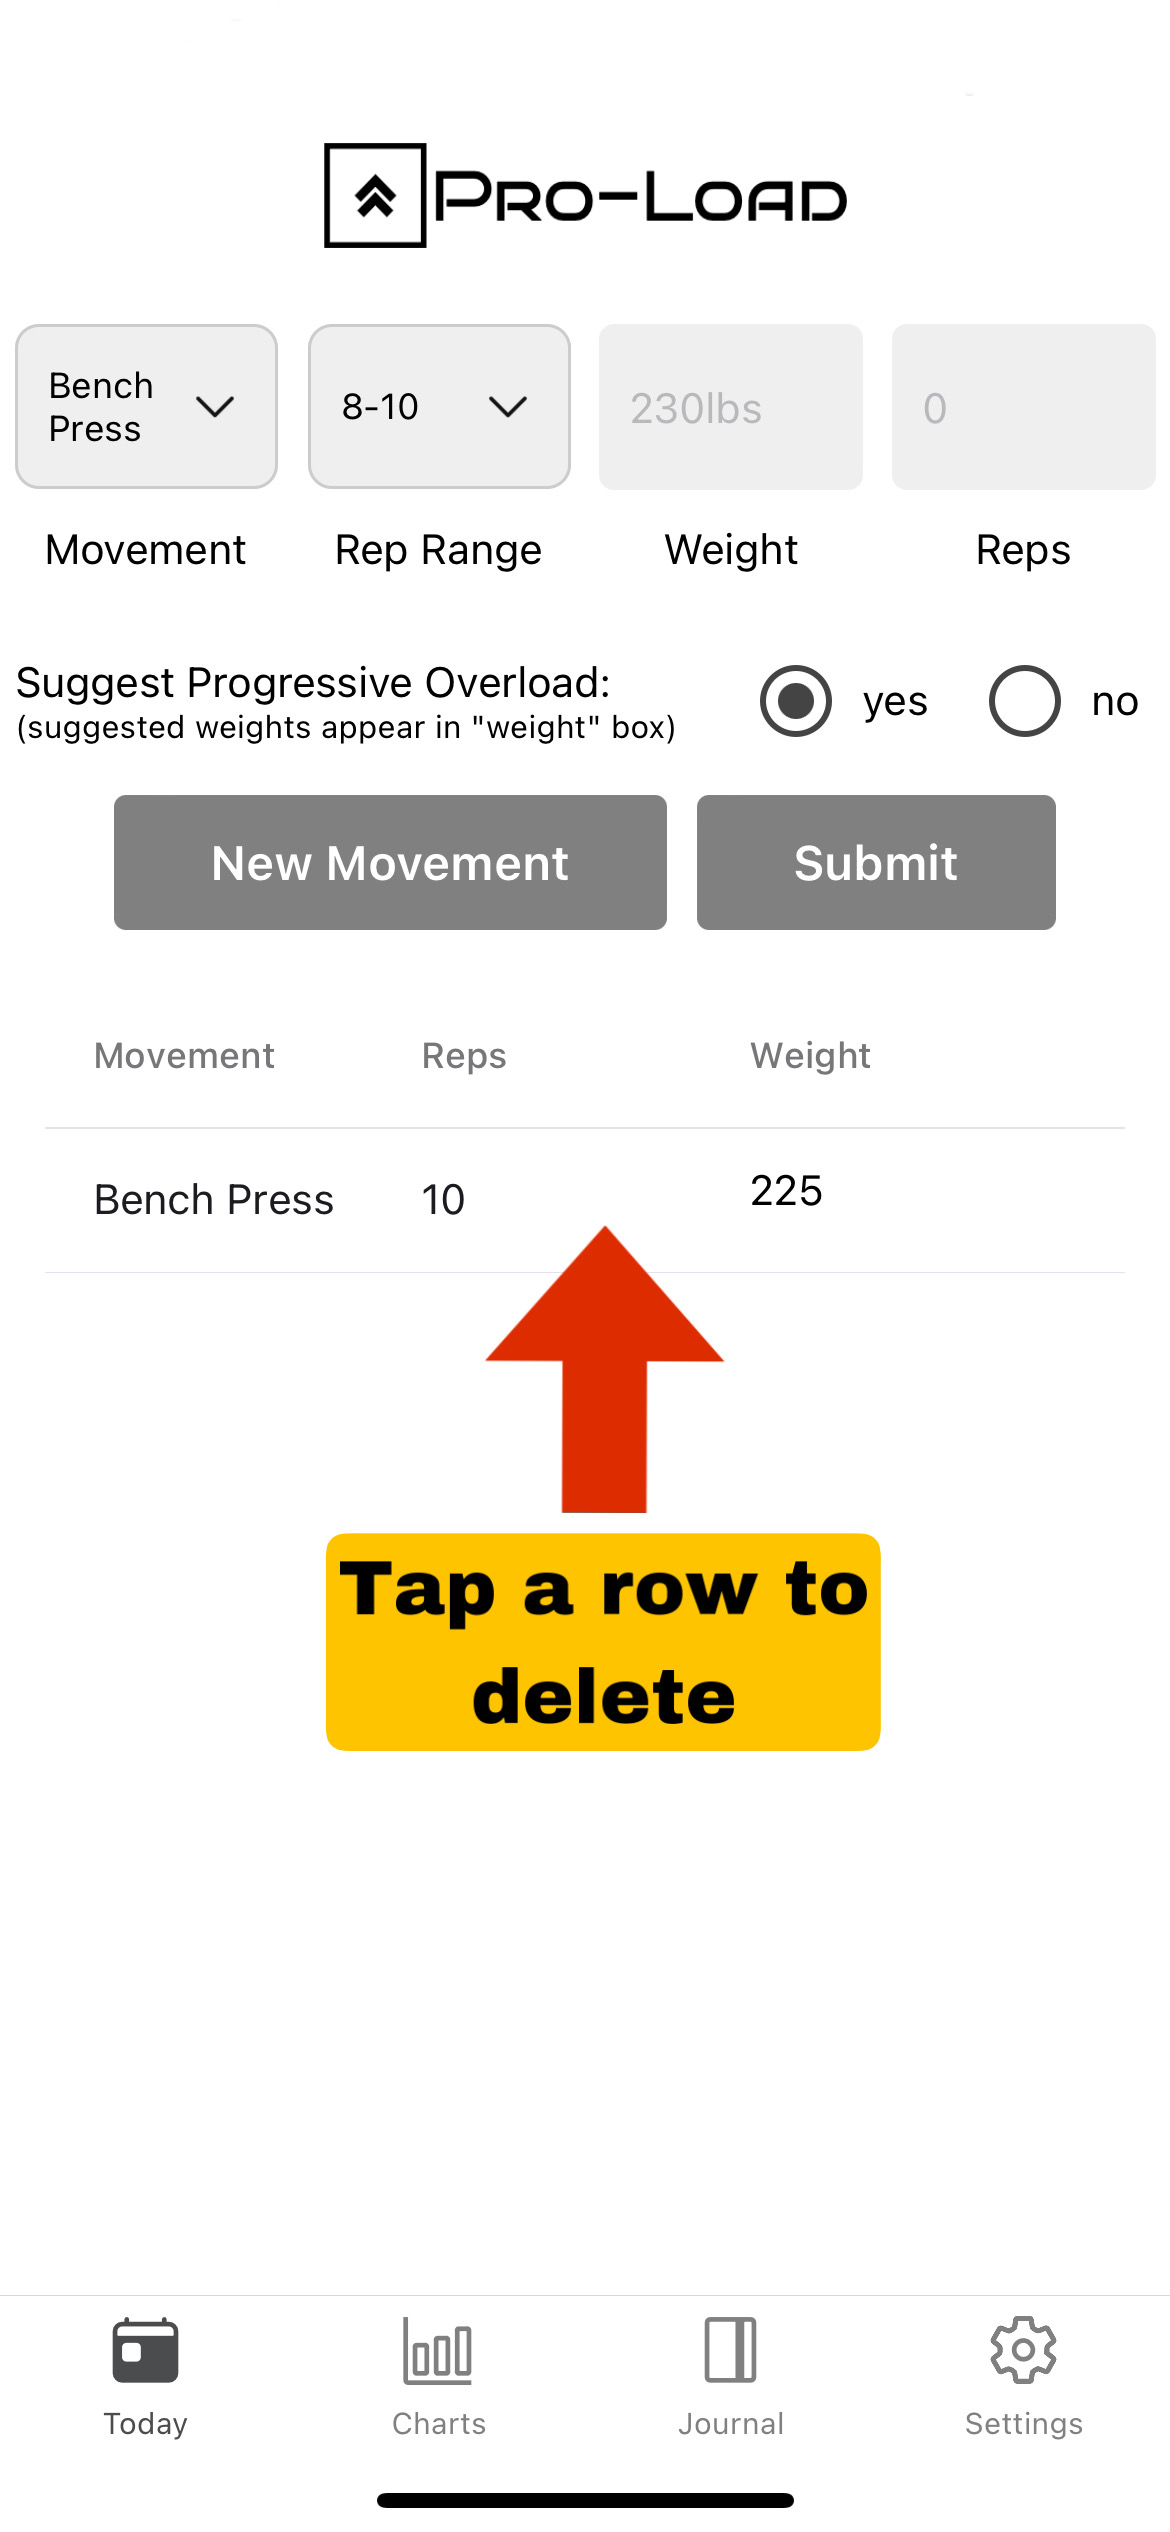 Pro-Load
Bench
Press
8-10
230lbs
0
Movement
Rep Range
Weight
Reps
Suggest Progressive Overload:
(suggested weights appear in "weight" box)
yes
no
New Movement
Submit
Movement
Reps
Weight
Bench Press
10
225
Tap a row to
delete
Today
Charts
Journal
Settings